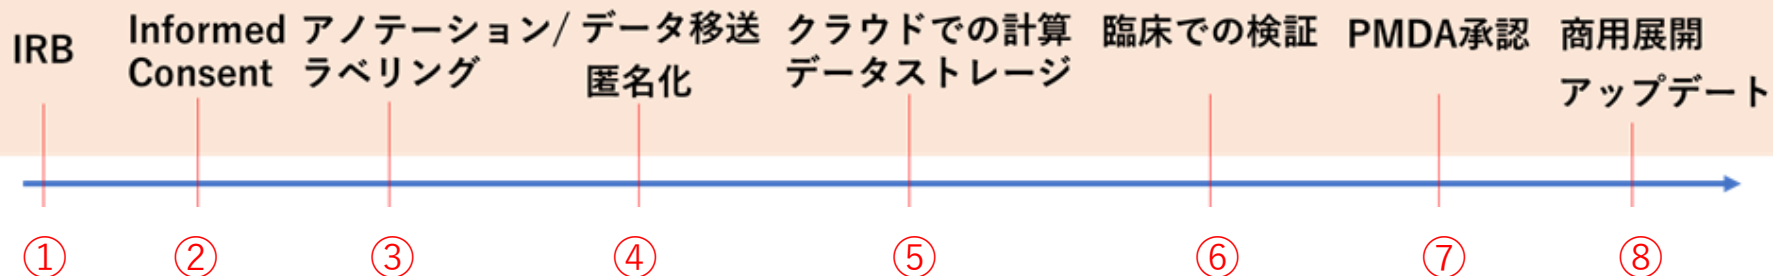 IRB
Informed
Consent
アノテーション/
ラベリング
データ移送
匿名化
クラウドでの計算
データストレージ
臨床での検証
PMDA承認
商用展開
アップデート
①
②
③
④
⑤
⑥
⑦
⑧